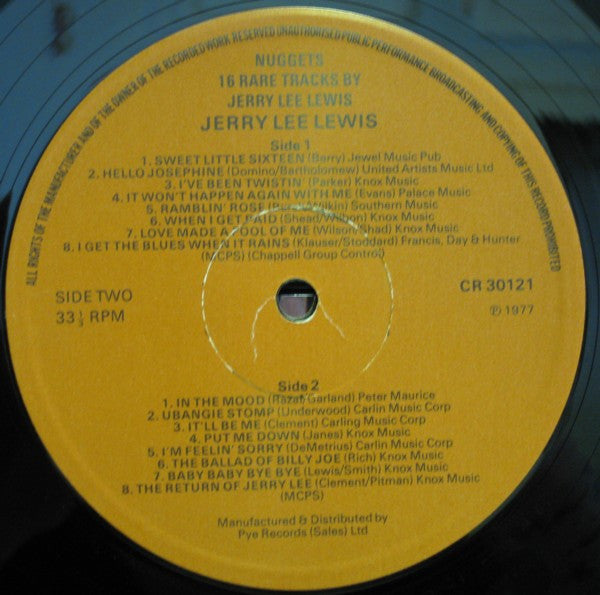 ALL RIGHTS OF THE MANUFACTURER AND OF THE OWNER OF THE RECORDED WORK RESERVED UNAUTHORISED PUBLIC PERFORMANCE BROADCASTING AND COPYING OF THIS RECORD PROHIBITED
NUGGETS
16 RARE TRACKS BY
JERRY LEE LEWIS
JERRY LEE LEWIS
Side 1
1. SWEET LITTLE SIXTEEN (Berry) Jewel Music Pub
2. HELLO JOSEPHINE (Domino/Bartholomew) United Artists Music Ltd
3. I'VE BEEN TWISTIN' (Parker) Knox Music
4. IT WON'T HAPPEN AGAIN WITH ME (Evans) Palace Music
5. RAMBLIN' ROSE Southern Music
6. WHEN I GET PAID (Shead/Wilson) Knox Music
7. LOVE MADE A FOOL OF ME (Wilson/Shad) Knox Music
8. I GET THE BLUES WHEN IT RAINS (Klauser/Stoddard) Francis, Day & Hunter
(MCPS) (Chappell Group Control)
SIDE TWO
33⅓ RPM
CR 30121
℗ 1977
Side 2
1. IN THE MOOD (Razaf/Garland) Peter Maurice
2. UBANGIE STOMP (Underwood) Carlin Music Corp
3. IT'LL BE ME (Clement) Carling Music Corp
4. PUT ME DOWN (Janes) Knox Music
5. I'M FEELIN' SORRY (DeMetrius) Carlin Music Corp
6. THE BALLAD OF BILLY JOE (Rich) Knox Music
7. BABY BABY BYE BYE (Lewis/Smith) Knox Music
8. THE RETURN OF JERRY LEE (Clement/Pitman) Knox Music
(MCPS)
Manufactured & Distributed by
Pye Records (Sales) Ltd